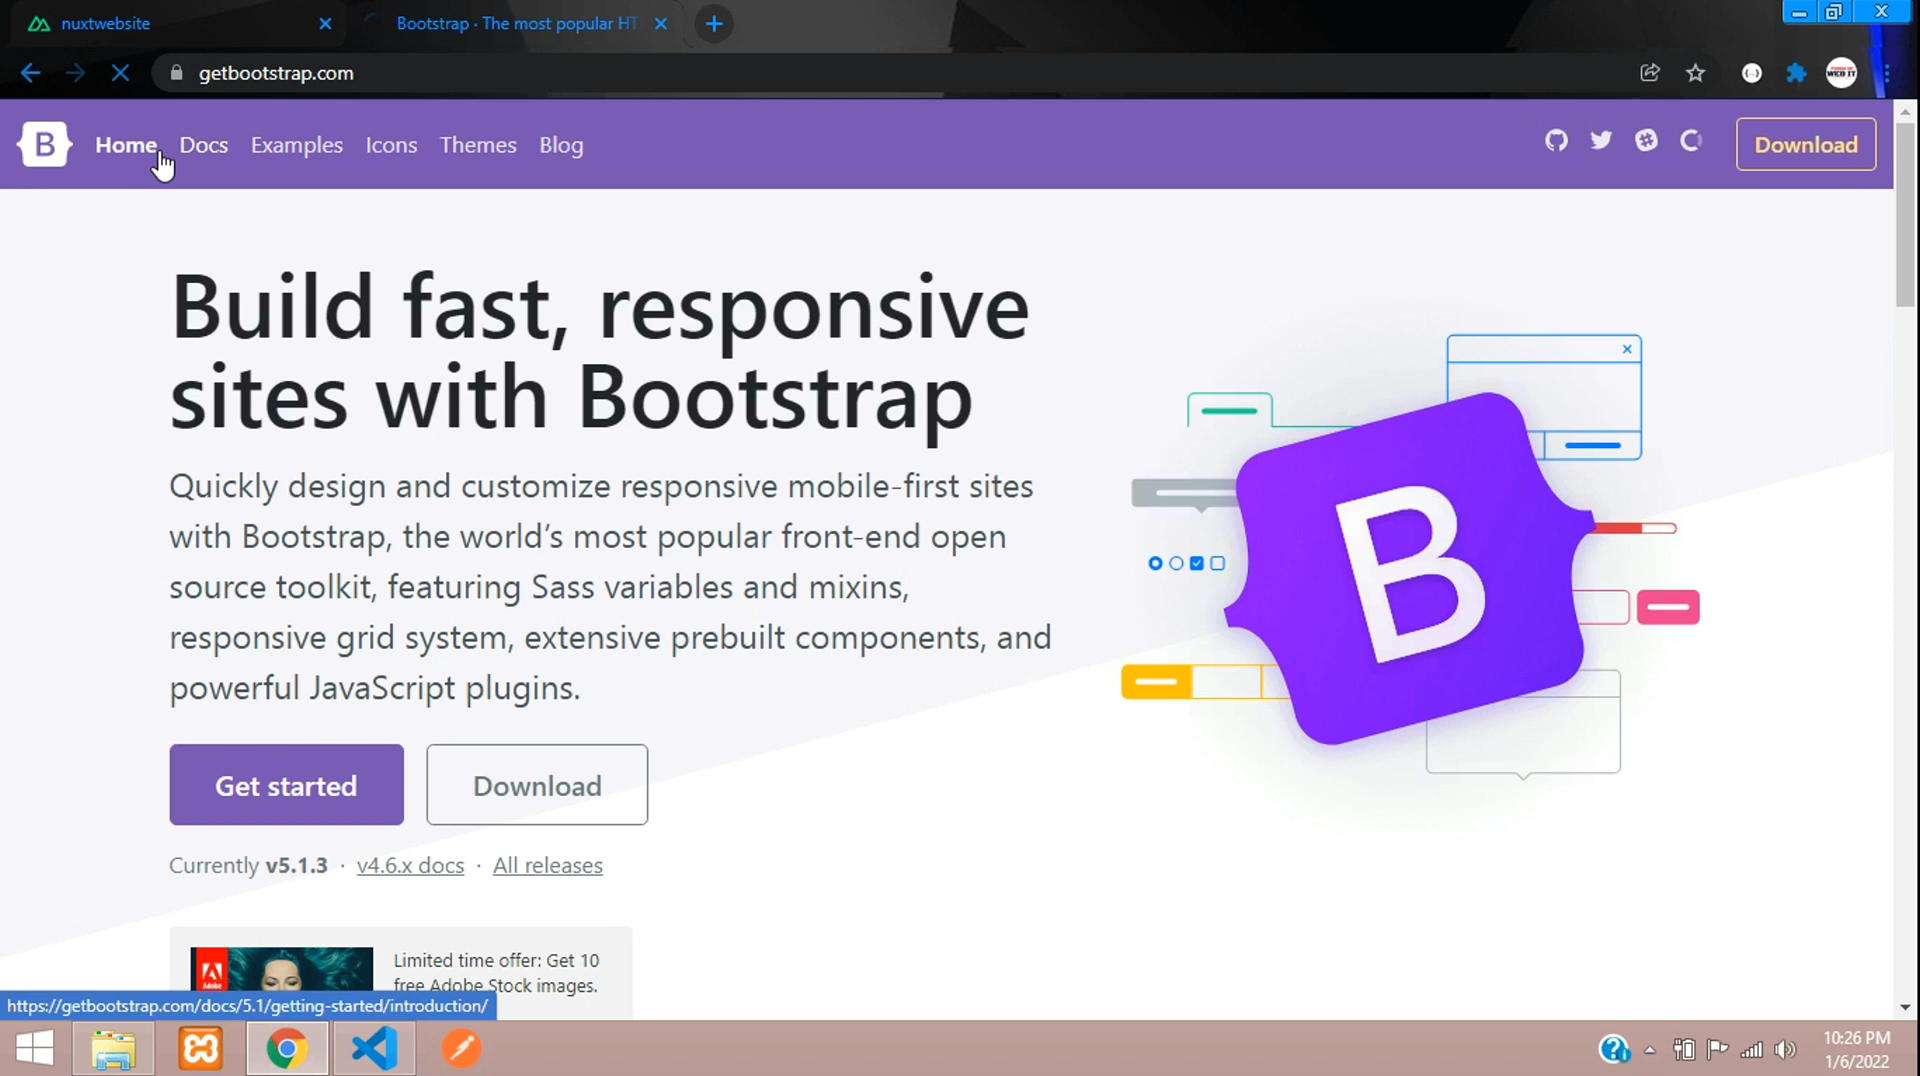 nuxtwebsite
Bootstrap · The most popular HT
getbootstrap.com
WEB IT
B Home Docs Examples Icons Themes Blog
Download
Build fast, responsive
sites with Bootstrap
Quickly design and customize responsive mobile-first sites
with Bootstrap, the world’s most popular front-end open
source toolkit, featuring Sass variables and mixins,
responsive grid system, extensive prebuilt components, and
powerful JavaScript plugins.
B
Get started
Download
Currently v5.1.3 · v4.6.x docs · All releases
Adobe
Limited time offer: Get 10
free Adobe Stock images.
https://getbootstrap.com/docs/5.1/getting-started/introduction/
10:26 PM
1/6/2022